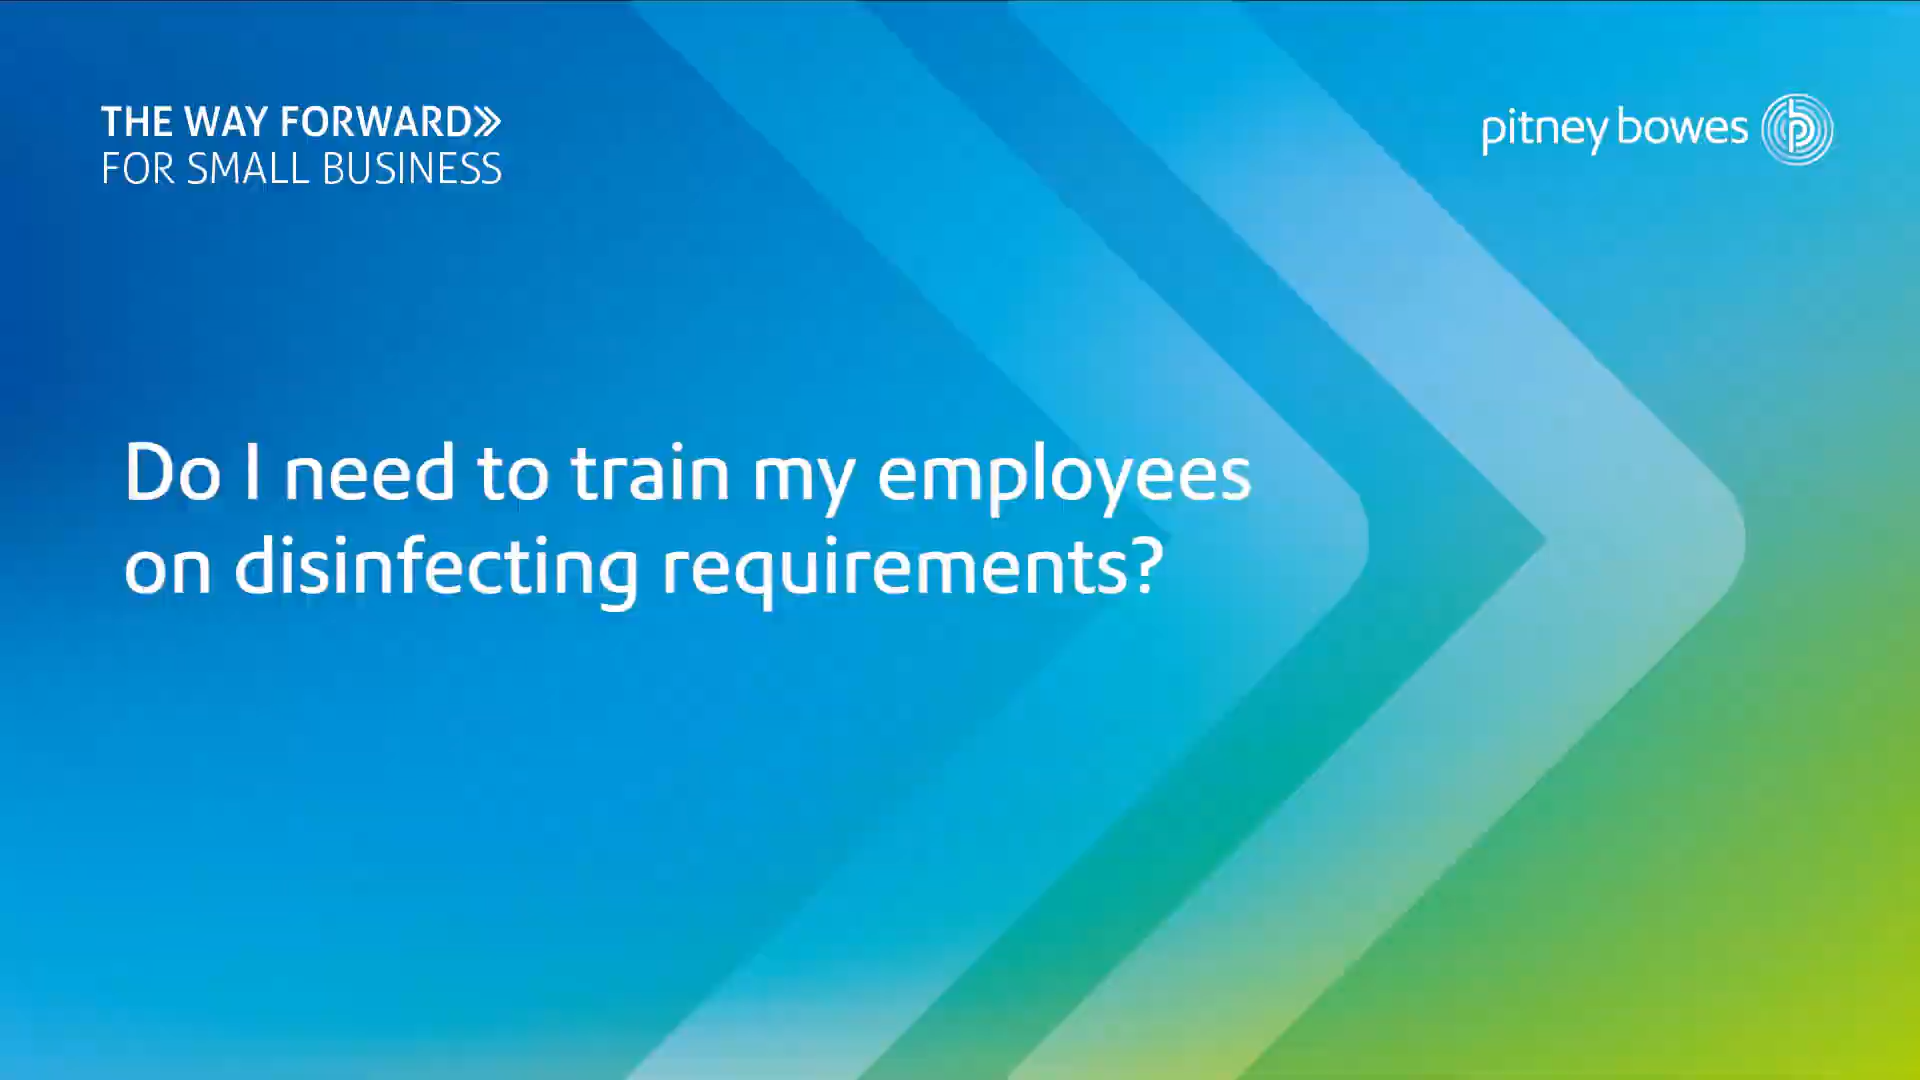 THE WAY FORWARD»
FOR SMALL BUSINESS
pitney bowes
Do I need to train my employees
on disinfecting requirements?